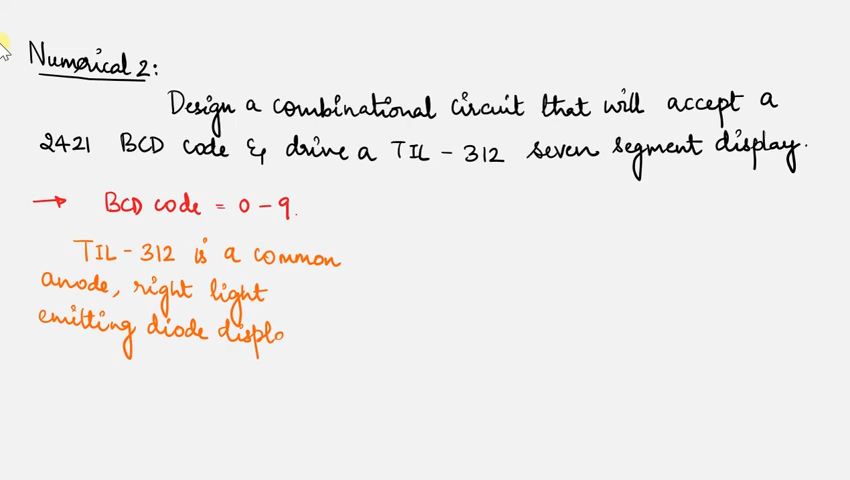 Numerical 2:
Design a combinational circuit that will accept a
2421 BCD code & drive a TIL - 312 seven segment display.
→ BCD code = 0 - 9.
TIL - 312 is a common
anode, right light
emitting diode displa